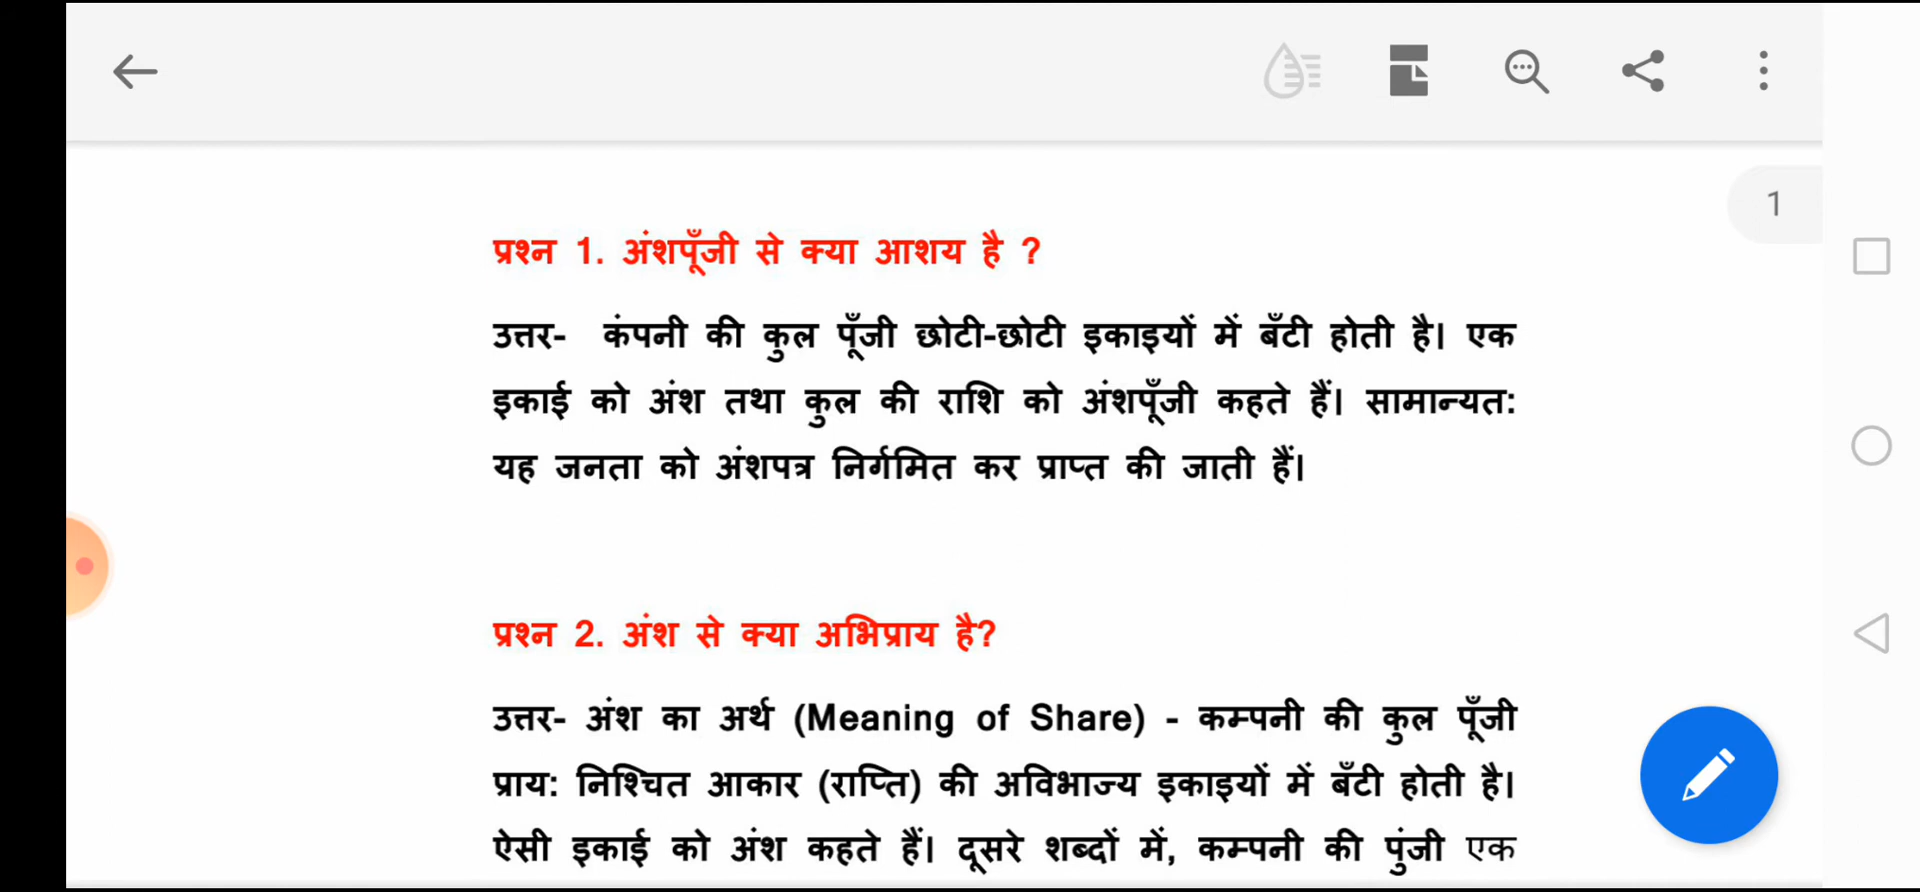 1
प्रश्न 1. अंशपूँजी से क्या आशय है ?
उत्तर- कंपनी की कुल पूँजी छोटी-छोटी इकाइयों में बँटी होती है। एक
इकाई को अंश तथा कुल की राशि को अंशपूँजी कहते हैं। सामान्यत:
यह जनता को अंशपत्र निर्गमित कर प्राप्त की जाती हैं।
प्रश्न 2. अंश से क्या अभिप्राय है?
उत्तर- अंश का अर्थ (Meaning of Share) - कम्पनी की कुल पूँजी
प्राय: निश्चित आकार (राप्ति) की अविभाज्य इकाइयों में बँटी होती है।
ऐसी इकाई को अंश कहते हैं। दूसरे शब्दों में, कम्पनी की पुंजी एक